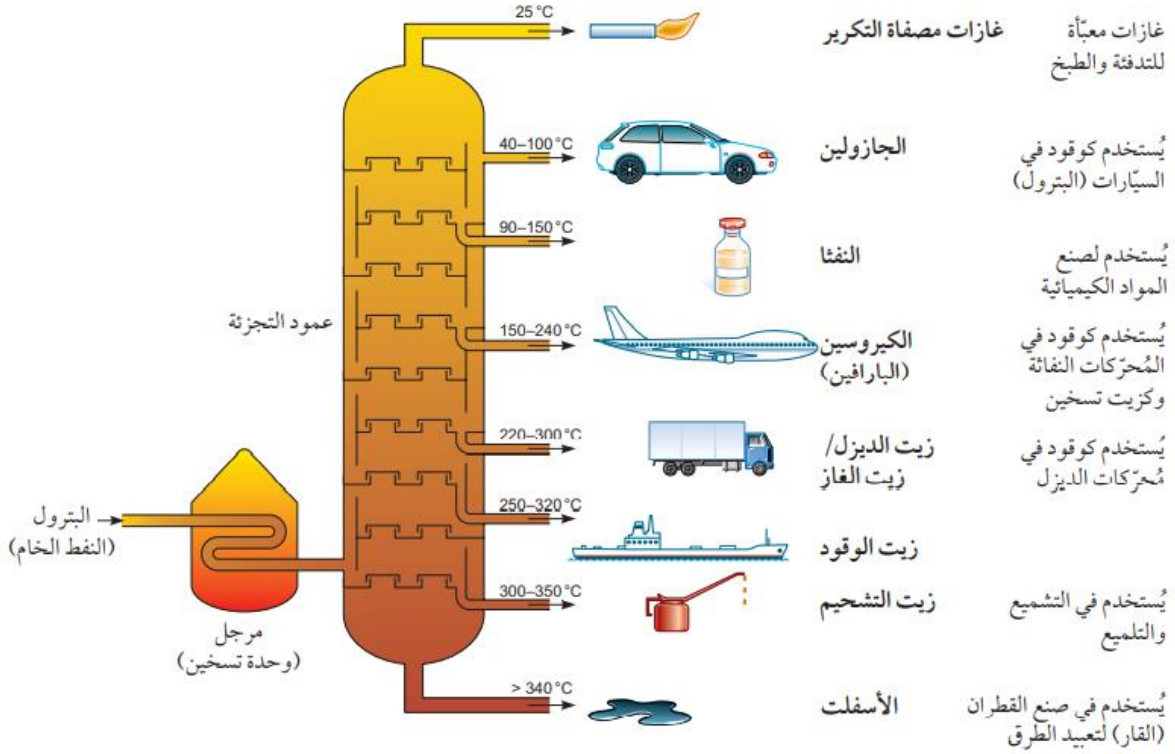 25 °C
غازات مصفاة التكرير
غازات معبّأة
للتدفئة والطبخ
40–100 °C
الجازولين
يُستخدم كوقود في
السيّارات (البترول)
90–150 °C
النفثا
يُستخدم لصنع
المواد الكيميائية
عمود التجزئة
150–240 °C
الكيروسين
(البارافين)
يُستخدم كوقود في
المُحرّكات النفاثة
وكزيت تسخين
220–300 °C
زيت الديزل/
زيت الغاز
يُستخدم كوقود في
مُحرّكات الديزل
250–320 °C
زيت الوقود
البترول
(النفط الخام)
300–350 °C
زيت التشحيم
يُستخدم في التشميع
والتلميع
مرجل
(وحدة تسخين)
> 340 °C
الأسفلت
يُستخدم في صنع القطران
(القار) لتعبيد الطرق